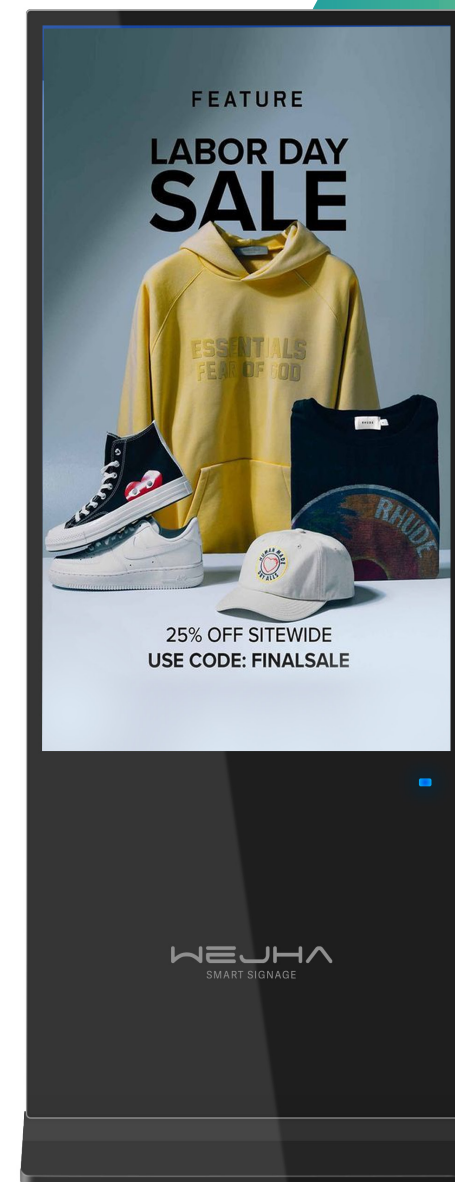 FEATURE
LABOR DAY
SALE
ESSENTIALS
FEAR OF GOD
RHUDE
RHUDE
HUMAN MADE
25% OFF SITEWIDE
USE CODE: FINALSALE
WEJHA
SMART SIGNAGE